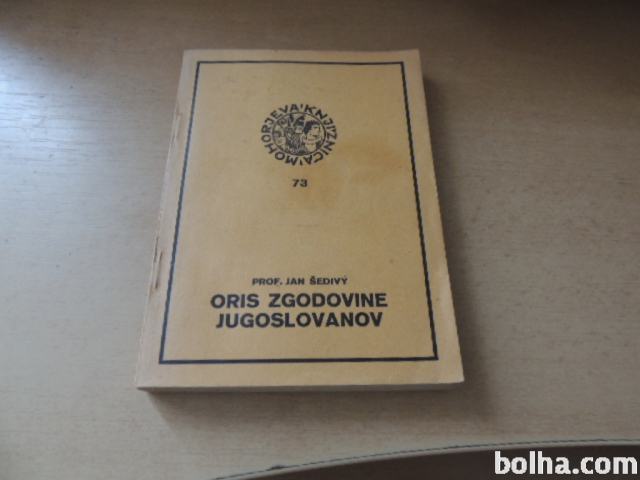 MOHORJEVA KNJIŽNICA
73
PROF. JAN ŠEDIVÝ
ORIS ZGODOVINE
JUGOSLOVANOV
bolha.com